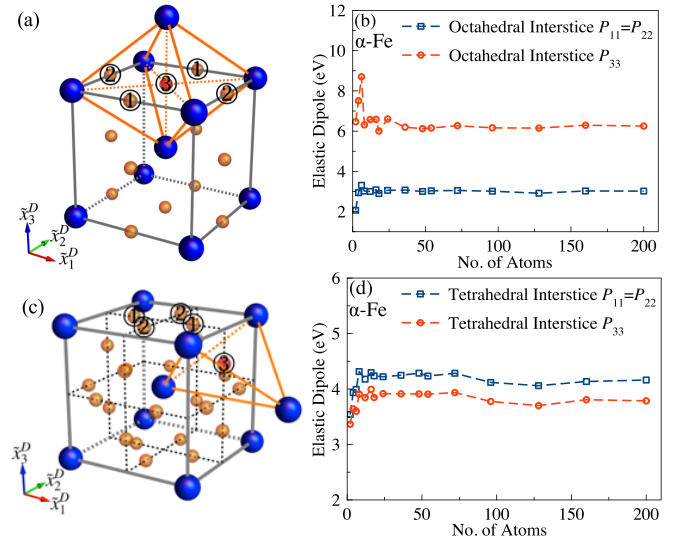 (a)
① 
② ③ ②
①
x̃₃ᴰ
x̃₂ᴰ
x̃₁ᴰ
(b)
α-Fe
Octahedral Interstice P₁₁=P₂₂
Octahedral Interstice P₃₃
Elastic Dipole (eV)
12
10
8
6
4
2
0 50 100 150 200
No. of Atoms
(c)
① ②
② ①
③
x̃₃ᴰ
x̃₂ᴰ
x̃₁ᴰ
(d)
α-Fe
Tetrahedral Interstice P₁₁=P₂₂
Tetrahedral Interstice P₃₃
Elastic Dipole (eV)
6
5
4
3
2
0 50 100 150 200
No. of Atoms